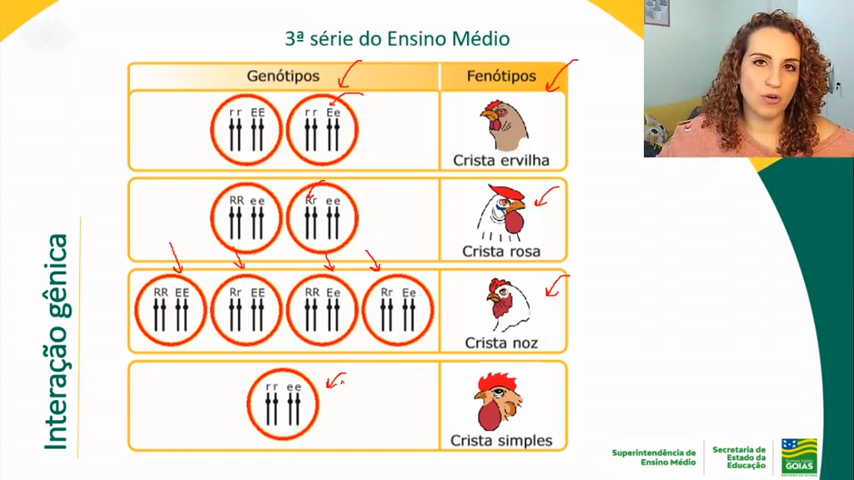 3ª série do Ensino Médio
Genótipos
Fenótipos
rr EE
rr Ee
Crista ervilha
RR ee
Rr ee
Crista rosa
RR EE
Rr EE
RR Ee
Rr Ee
Crista noz
rr ee
Crista simples
Interação gênica
Superintendência de
Ensino Médio
Secretaria de
Estado da
Educação
GOIÁS